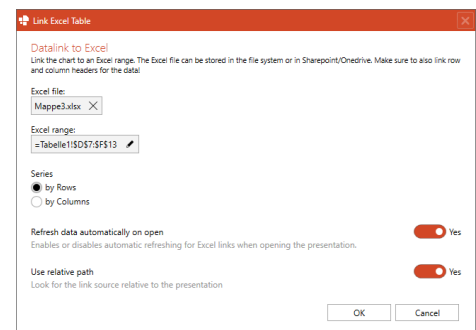 Link Excel Table
Datalink to Excel
Link the chart to an Excel range. The Excel file can be stored in the file system or in Sharepoint/Onedrive. Make sure to also link row
and column headers for the data!
Excel file:
Mappe3.xlsx
Excel range:
=Tabelle1!$D$7:$F$13
Series
by Rows
by Columns
Refresh data automatically on open
Yes
Enables or disables automatic refreshing for Excel links when opening the presentation.
Use relative path
Yes
Look for the link source relative to the presentation
OK
Cancel